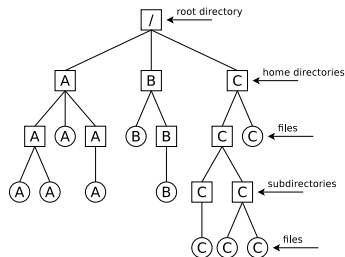 / root directory
A B C home directories
A A A B B C C files
A A A B C C subdirectories
C C C files